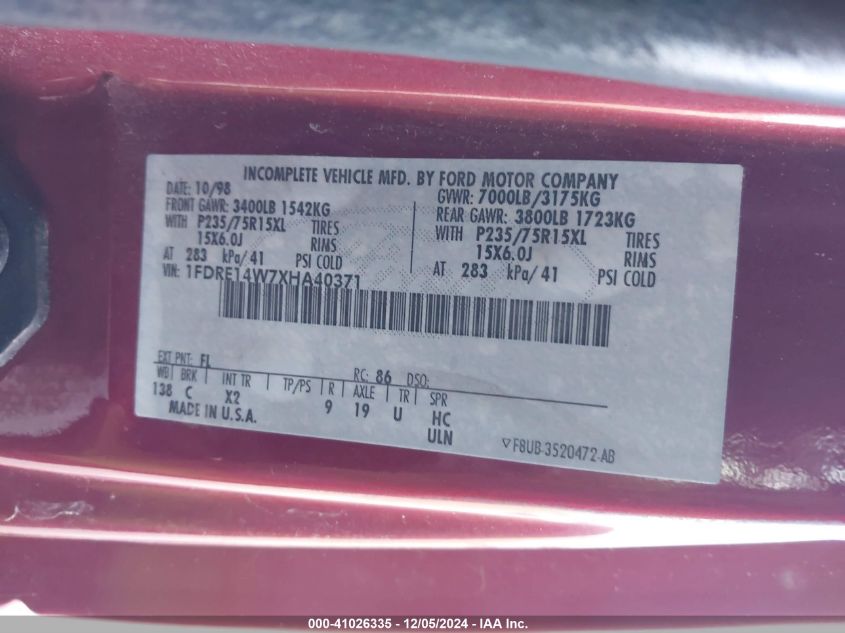 INCOMPLETE VEHICLE MFD. BY FORD MOTOR COMPANY
DATE: 10/98 GVWR: 7000LB/3175KG
FRONT GAWR: 3400LB 1542KG REAR GAWR: 3800LB 1723KG
WITH P235/75R15XL TIRES WITH P235/75R15XL TIRES
15X6.0J RIMS 15X6.0J RIMS
AT 283 kPa/41 PSI COLD AT 283 kPa/41 PSI COLD
VIN: 1FDRE14W7XHA40371
EXT PNT: FL RC: 86 DSO:
WB BRK INT TR TP/PS R AXLE TR SPR
138 C X2 9 19 U HC
MADE IN U.S.A. ULN
▽F8UB-3520472-AB
000-41026335 - 12/05/2024 - IAA Inc.